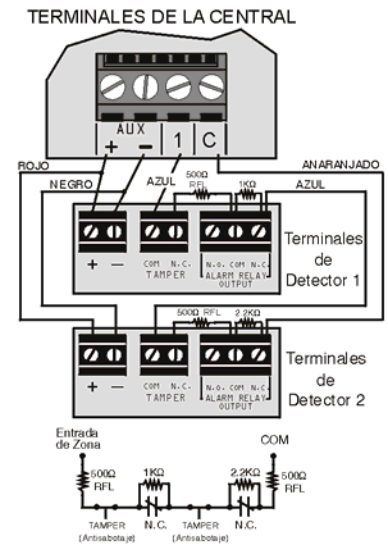 TERMINALES DE LA CENTRAL
AUX
+ − 1 C
ROJO
NEGRO
AZUL
500Ω
RFL
1KΩ
ANARANJADO
AZUL
+ −
COM N.C.
TAMPER
N.O. COM N.C.
ALARM RELAY
OUTPUT
Terminales
de
Detector 1
500Ω RFL
2.2KΩ
+ −
COM N.C.
TAMPER
N.O. COM N.C.
ALARM RELAY
OUTPUT
Terminales
de
Detector 2
Entrada
de Zona
COM
500Ω
RFL
1KΩ
2.2KΩ
500Ω
RFL
TAMPER
(Antisabotaje)
N.C.
TAMPER
(Antisabotaje)
N.C.